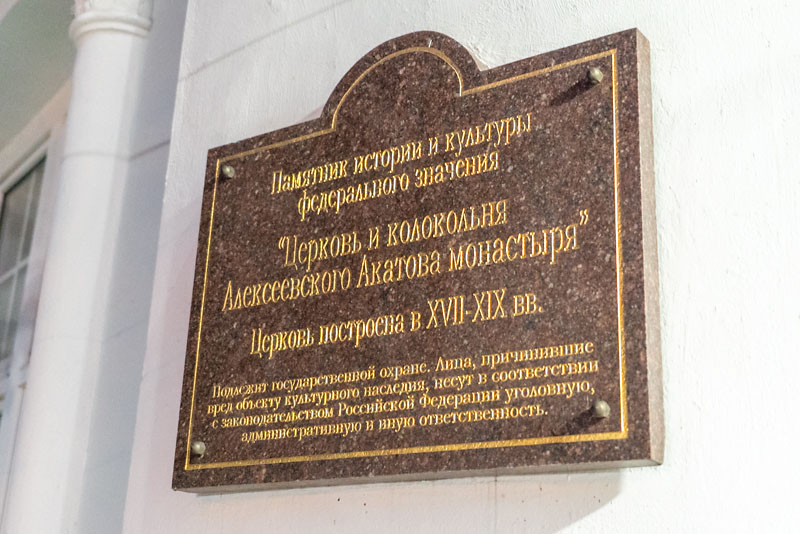 Памятник истории и культуры
федерального значения
"Церковь и колокольня
Алексеевского Акатова монастыря"
Церковь построена в XVII-XIX вв.
Подлежит государственной охране. Лица, причинившие
вред объекту культурного наследия, несут в соответствии
с законодательством Российской Федерации уголовную,
административную и иную ответственность.